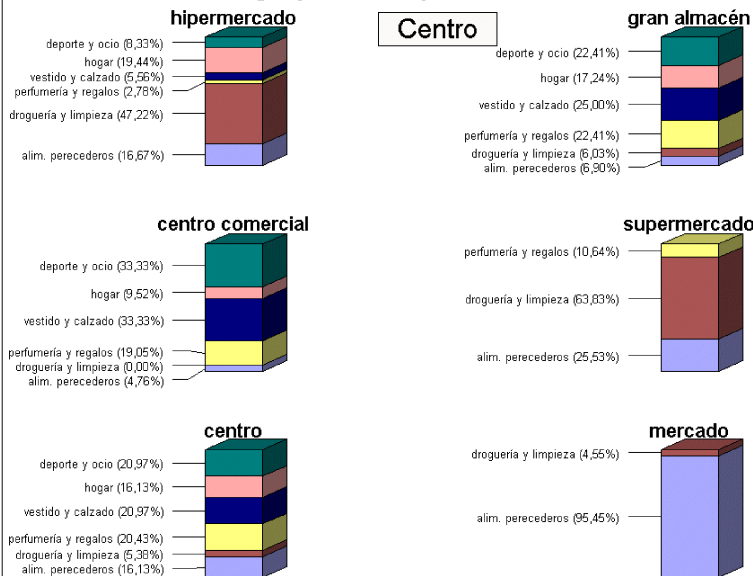 hipermercado
deporte y ocio (8,33%)
hogar (19,44%)
vestido y calzado (5,56%)
perfumería y regalos (2,78%)
droguería y limpieza (47,22%)
alim. perecederos (16,67%)
Centro
gran almacén
deporte y ocio (22,41%)
hogar (17,24%)
vestido y calzado (25,00%)
perfumería y regalos (22,41%)
droguería y limpieza (6,03%)
alim. perecederos (6,90%)
centro comercial
deporte y ocio (33,33%)
hogar (9,52%)
vestido y calzado (33,33%)
perfumería y regalos (19,05%)
droguería y limpieza (0,00%)
alim. perecederos (4,76%)
supermercado
perfumería y regalos (10,64%)
droguería y limpieza (63,83%)
alim. perecederos (25,53%)
centro
deporte y ocio (20,97%)
hogar (16,13%)
vestido y calzado (20,97%)
perfumería y regalos (20,43%)
droguería y limpieza (5,38%)
alim. perecederos (16,13%)
mercado
droguería y limpieza (4,55%)
alim. perecederos (95,45%)